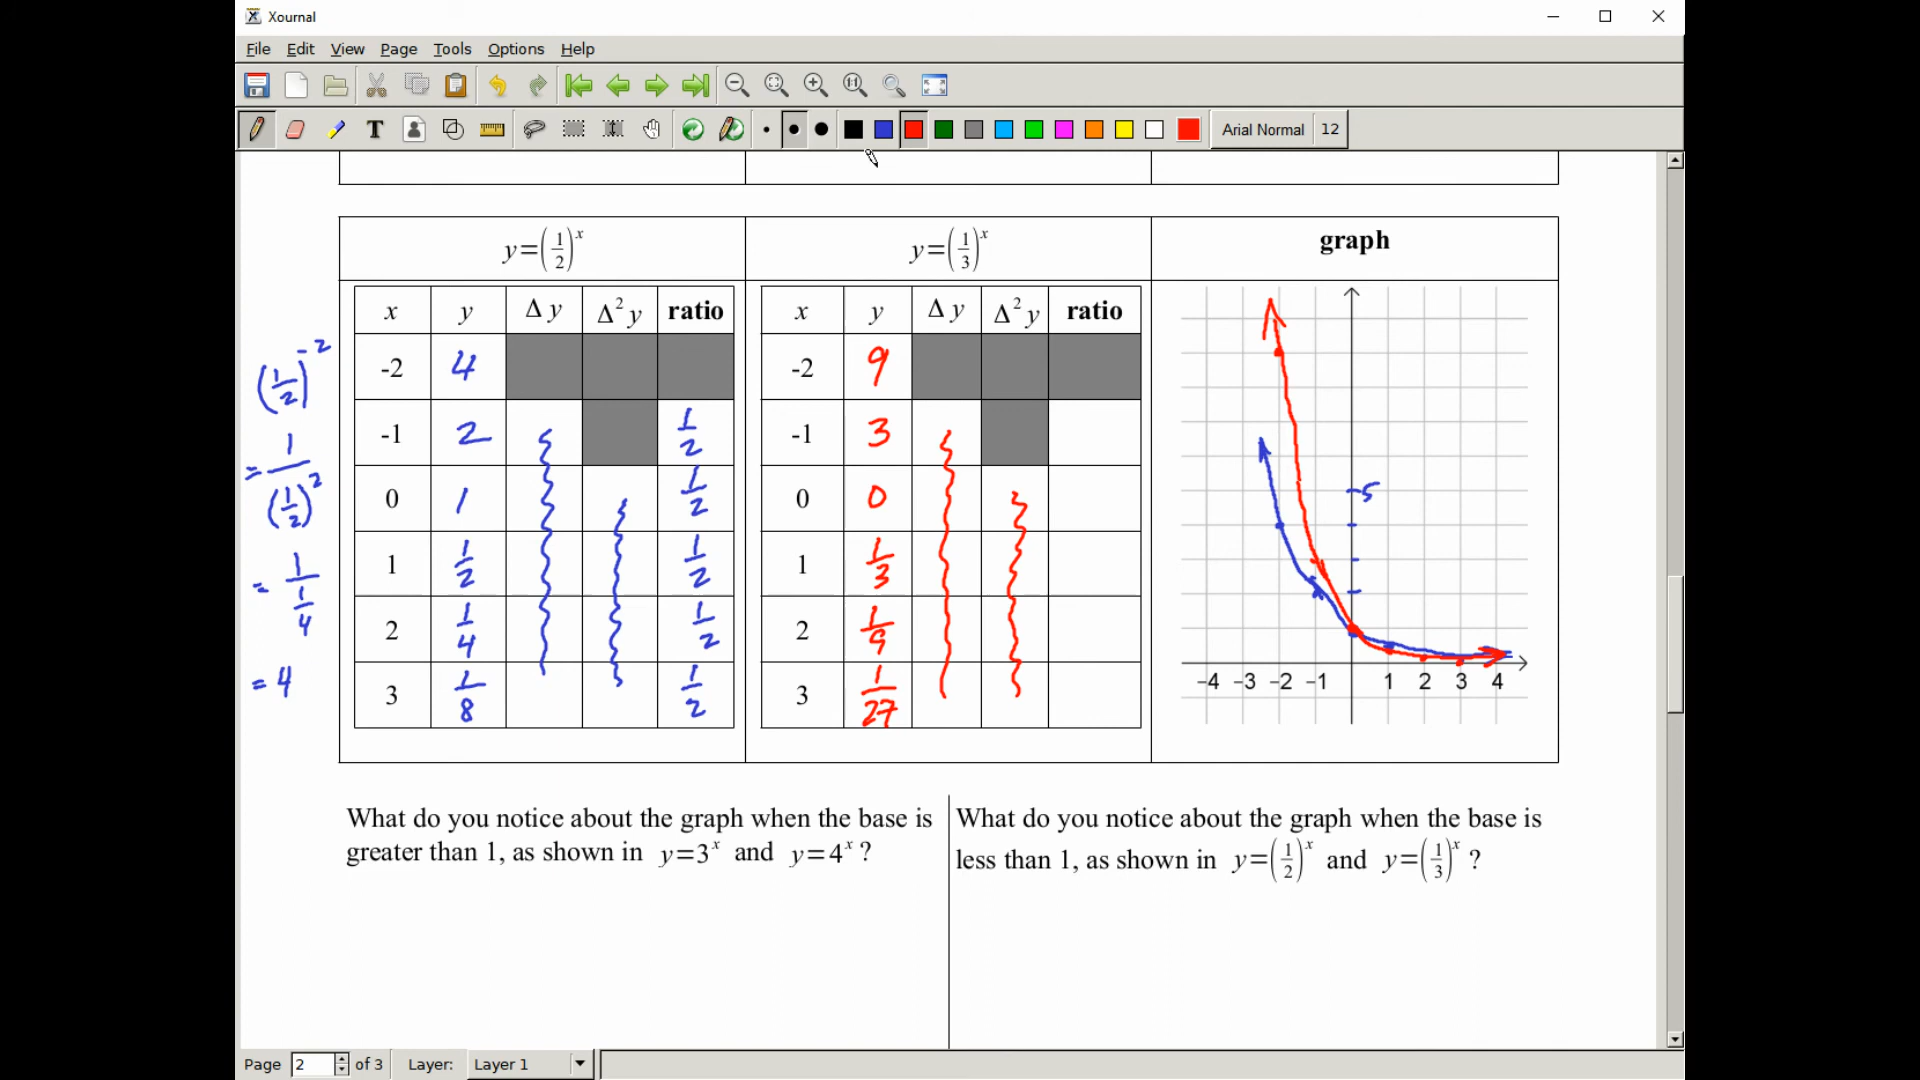 Xournal
File Edit View Page Tools Options Help
T Arial Normal 12
y=(1/2)^x y=(1/3)^x graph
x y Δy Δ²y ratio x y Δy Δ²y ratio
-2 4 -2 9
-1 2 1/2 -1 3
0 1 1/2 0 0
1 1/2 1/2 1 1/3
2 1/4 1/2 2 1/9
3 1/8 1/2 3 1/27
(1/2)^-2
= 1/(1/2)^2
= 1/(1/4)
= 4
5
-4 -3 -2 -1 1 2 3 4
What do you notice about the graph when the base is
greater than 1, as shown in y=3^x and y=4^x ?
What do you notice about the graph when the base is
less than 1, as shown in y=(1/2)^x and y=(1/3)^x ?
Page 2 of 3 Layer: Layer 1